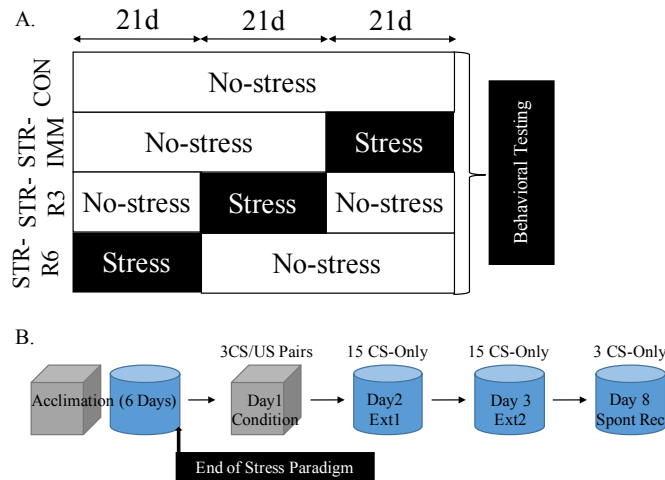 A.
21d 21d 21d
STR-CON
No-stress
STR-IMM
No-stress Stress
STR-R3
No-stress Stress No-stress
STR-R6
Stress No-stress
Behavioral Testing
B.
3CS/US Pairs 15 CS-Only 15 CS-Only 3 CS-Only
Acclimation (6 Days) Day1 Day2 Day 3 Day 8
Condition Ext1 Ext2 Spont Rec
End of Stress Paradigm